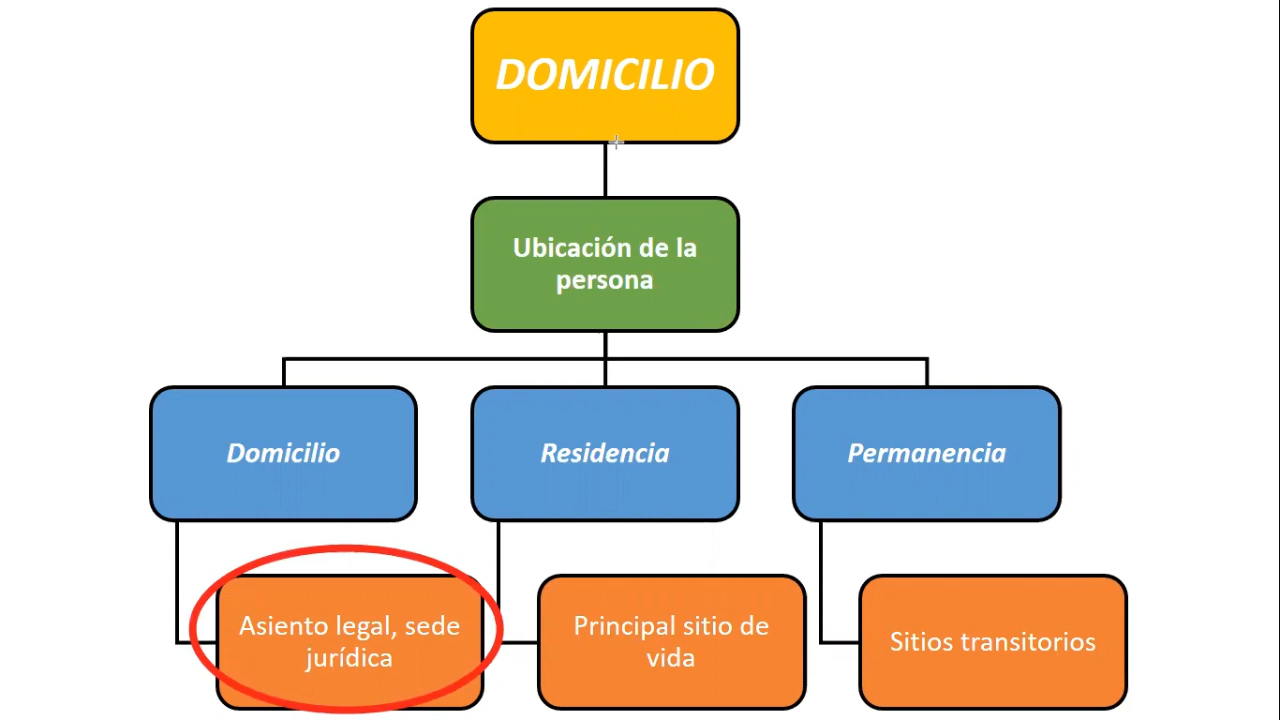 DOMICILIO
Ubicación de la
persona
Domicilio
Residencia
Permanencia
Asiento legal, sede
jurídica
Principal sitio de
vida
Sitios transitorios